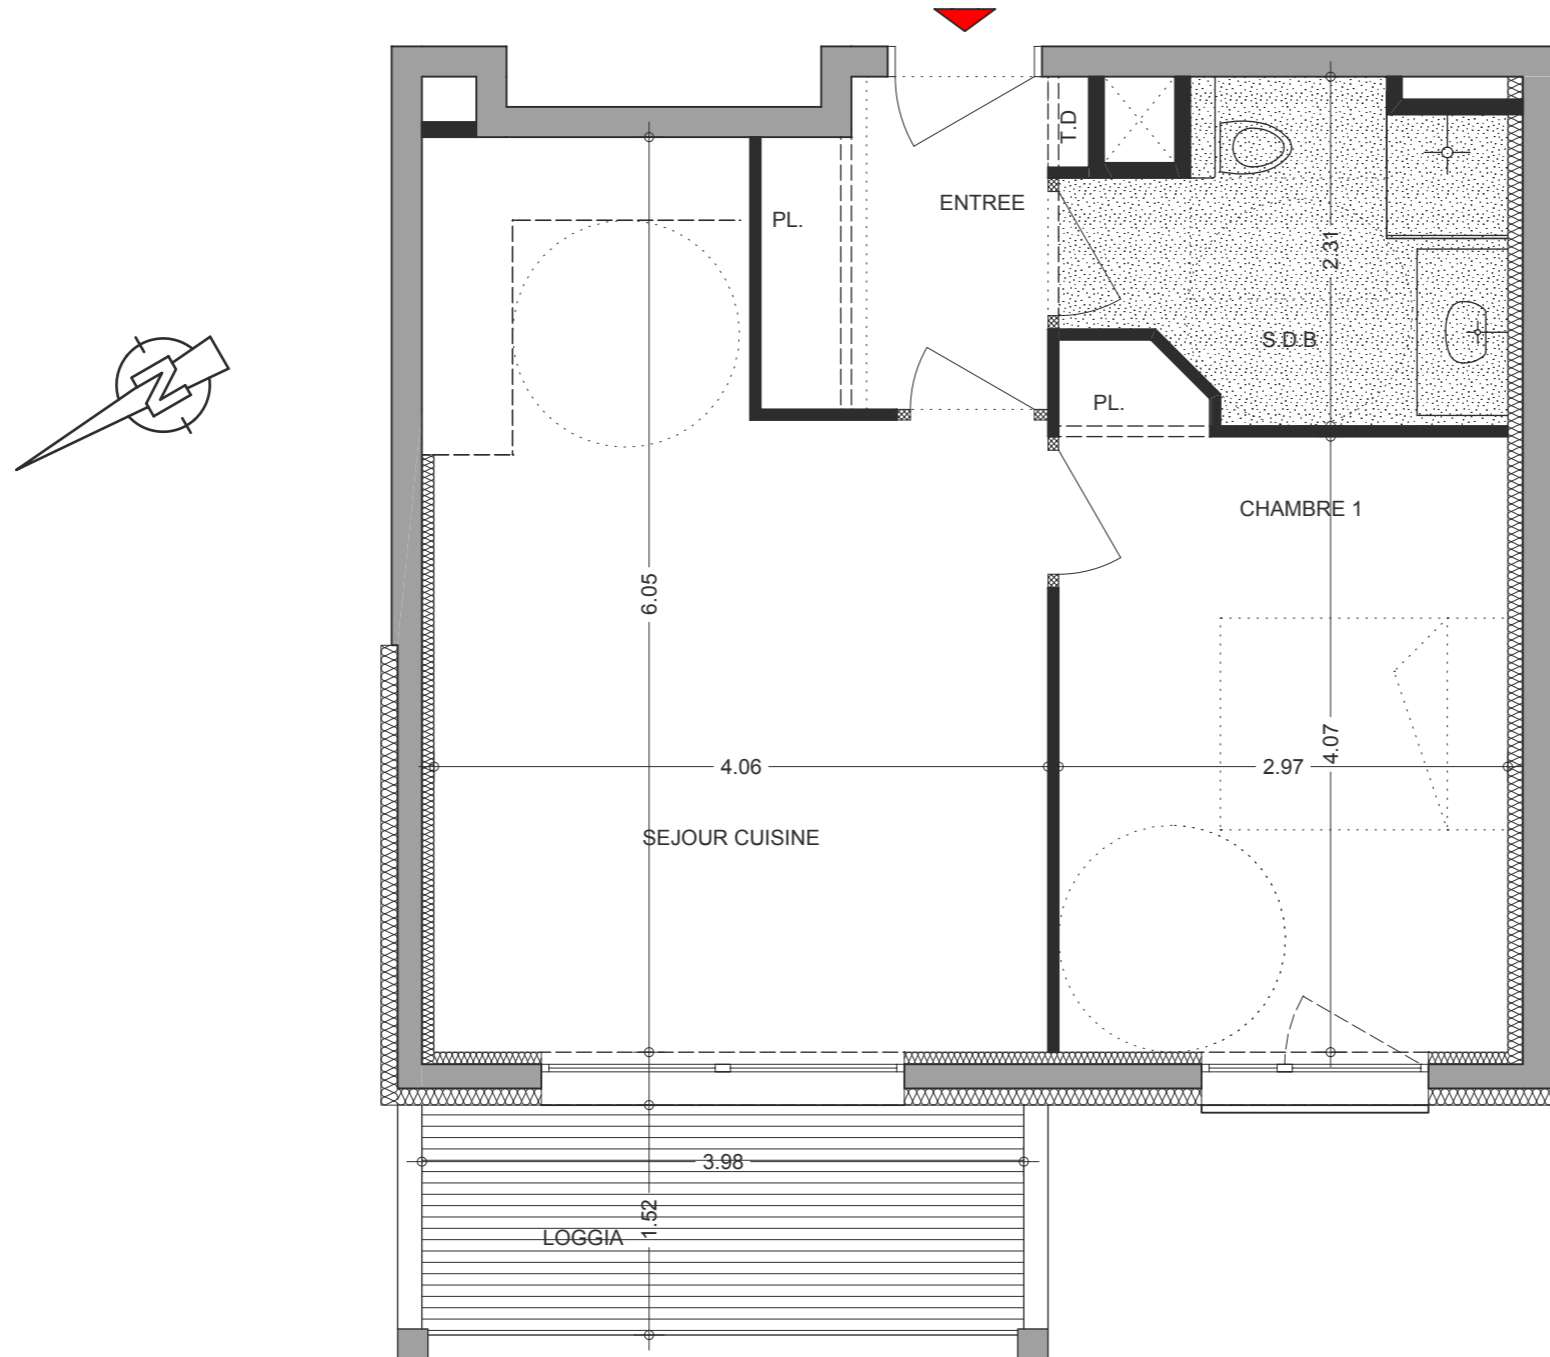 T.D
ENTREE
PL.
2.31
S.D.B
PL.
N
CHAMBRE 1
6.05
4.07
4.06
2.97
SEJOUR CUISINE
3.98
1.52
LOGGIA